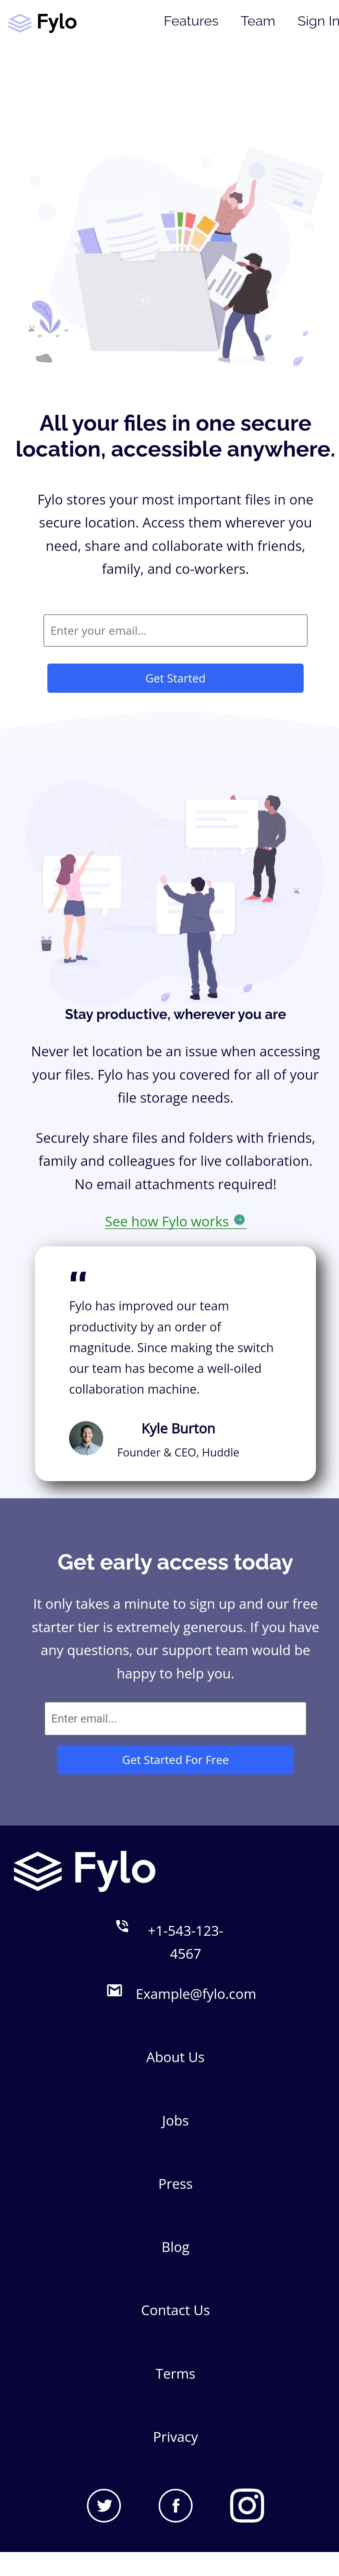 Fylo
Features Team Sign In
All your files in one secure
location, accessible anywhere.
Fylo stores your most important files in one
secure location. Access them wherever you
need, share and collaborate with friends,
family, and co-workers.
Enter your email...
Get Started
Stay productive, wherever you are
Never let location be an issue when accessing
your files. Fylo has you covered for all of your
file storage needs.
Securely share files and folders with friends,
family and colleagues for live collaboration.
No email attachments required!
See how Fylo works
“
Fylo has improved our team
productivity by an order of
magnitude. Since making the switch
our team has become a well-oiled
collaboration machine.
Kyle Burton
Founder & CEO, Huddle
Get early access today
It only takes a minute to sign up and our free
starter tier is extremely generous. If you have
any questions, our support team would be
happy to help you.
Enter email...
Get Started For Free
Fylo
+1-543-123-
4567
Example@fylo.com
About Us
Jobs
Press
Blog
Contact Us
Terms
Privacy